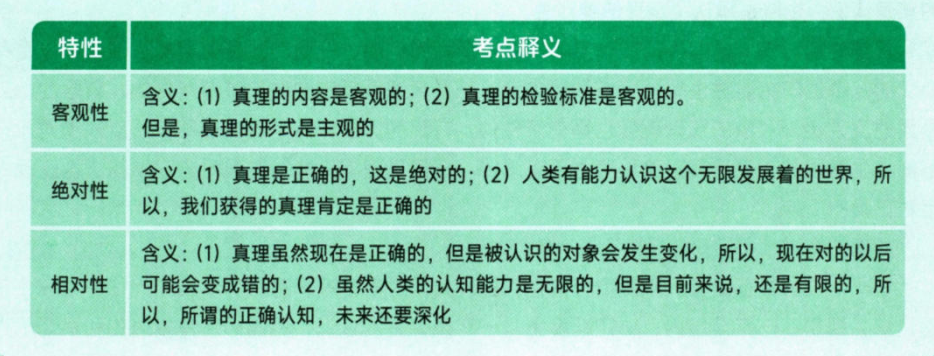 特性
考点释义
客观性
含义：(1) 真理的内容是客观的；(2) 真理的检验标准是客观的。
但是，真理的形式是主观的
绝对性
含义：(1) 真理是正确的，这是绝对的；(2) 人类有能力认识这个无限发展着的世界，所
以，我们获得的真理肯定是正确的
相对性
含义：(1) 真理虽然现在是正确的，但是被认识的对象会发生变化，所以，现在对的以后
可能会变成错的；(2) 虽然人类的认知能力是无限的，但是目前来说，还是有限的，所
以，所谓的正确认知，未来还要深化